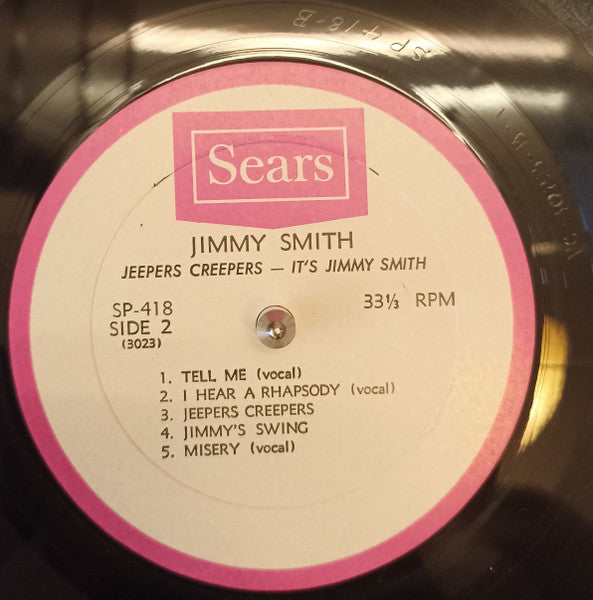 SP 418-B
Sears
JIMMY SMITH
JEEPERS CREEPERS — IT'S JIMMY SMITH
SP-418
33⅓ RPM
SIDE 2
(3023)
1. TELL ME (vocal)
2. I HEAR A RHAPSODY (vocal)
3. JEEPERS CREEPERS
4. JIMMY'S SWING
5. MISERY (vocal)